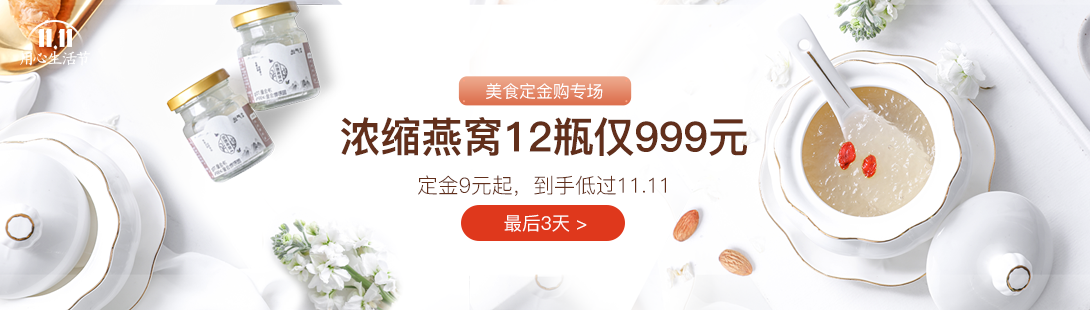 11.11
用心生活节
美食定金购专场
浓缩燕窝12瓶仅999元
定金9元起，到手低过11.11
最后3天 >